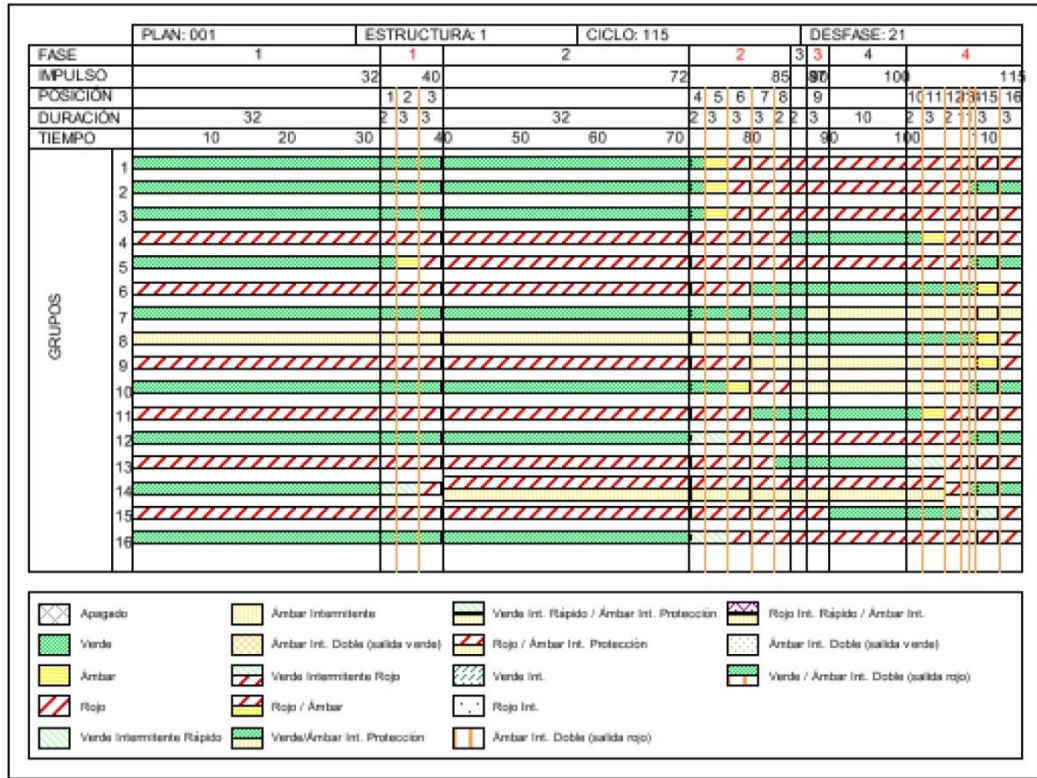 PLAN: 001 ESTRUCTURA: 1 CICLO: 115 DESFASE: 21
FASE 1 1 2 2 3 3 4 4
IMPULSO 32 40 72 85 100 115
POSICIÓN 1 2 3 4 5 6 7 8 9 10 11 12 15 16
DURACIÓN 32 2 3 3 32 2 3 3 3 2 2 3 10 2 3 2 1 1 3 3
TIEMPO 10 20 30 40 50 60 70 80 90 100 110
GRUPOS
1
2
3
4
5
6
7
8
9
10
11
12
13
14
15
16
Apagado Ámbar Intermitente Verde Int. Rápido / Ámbar Int. Protección Rojo Int. Rápido / Ámbar Int.
Verde Ámbar Int. Doble (salida verde) Rojo / Ámbar Int. Protección Ámbar Int. Doble (salida verde)
Ámbar Verde Intermitente Rojo Verde Int. Verde / Ámbar Int. Doble (salida rojo)
Rojo Rojo / Ámbar Rojo Int.
Verde Intermitente Rápido Verde/Ámbar Int. Protección Ámbar Int. Doble (salida rojo)